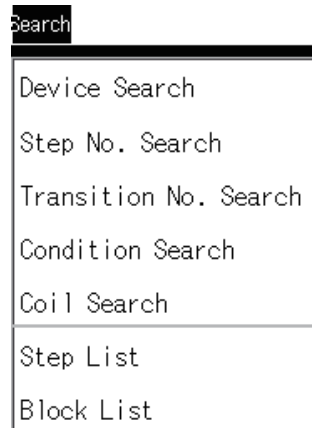 Search
Device Search
Step No. Search
Transition No. Search
Condition Search
Coil Search
Step List
Block List